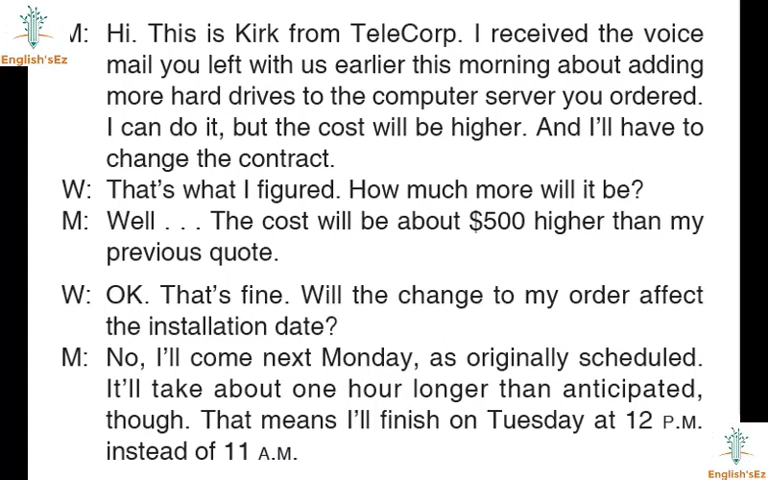 M: Hi. This is Kirk from TeleCorp. I received the voice
mail you left with us earlier this morning about adding
more hard drives to the computer server you ordered.
I can do it, but the cost will be higher. And I'll have to
change the contract.
W: That's what I figured. How much more will it be?
M: Well . . . The cost will be about $500 higher than my
previous quote.
W: OK. That's fine. Will the change to my order affect
the installation date?
M: No, I'll come next Monday, as originally scheduled.
It'll take about one hour longer than anticipated,
though. That means I'll finish on Tuesday at 12 P.M.
instead of 11 A.M.
English'sEz
English'sEz